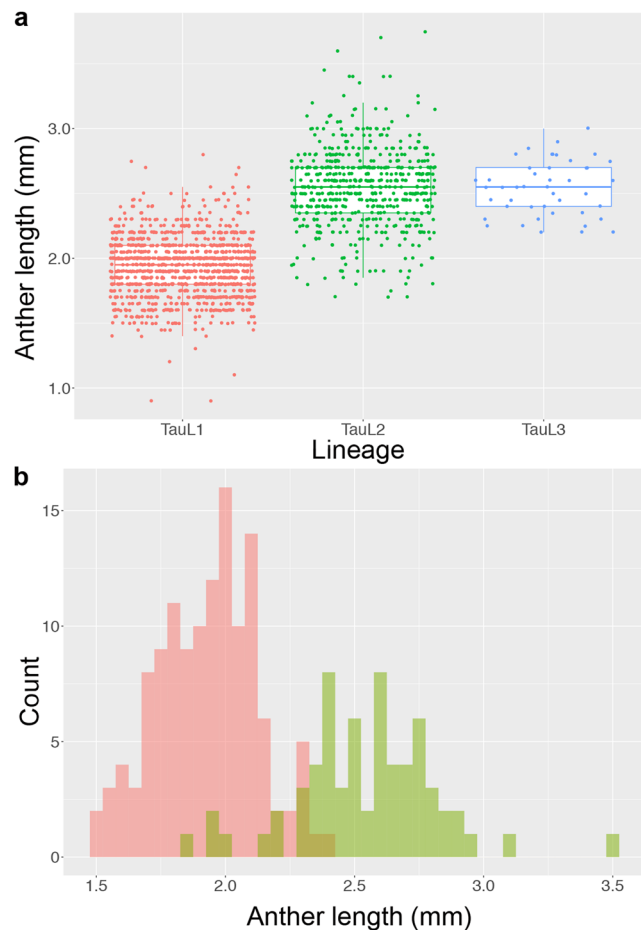 a
Anther length (mm)
3.0
2.0
1.0
TauL1 TauL2 TauL3
Lineage
b
Count
15
10
5
0
1.5 2.0 2.5 3.0 3.5
Anther length (mm)